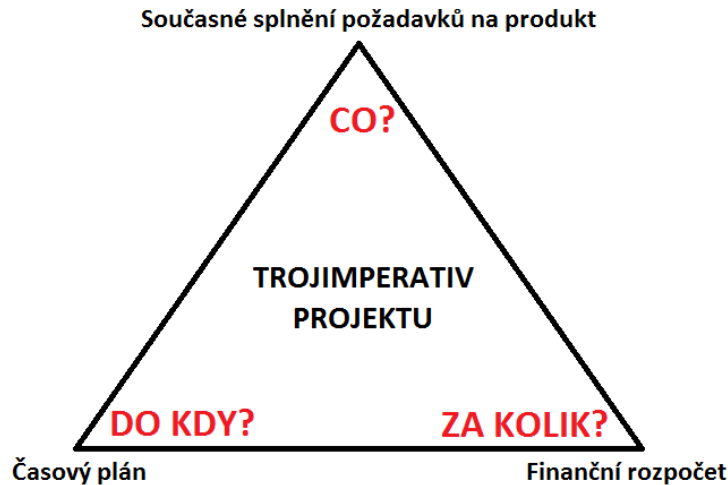 Současné splnění požadavků na produkt
CO?
TROJIMPERATIV
PROJEKTU
DO KDY?
ZA KOLIK?
Časový plán
Finanční rozpočet